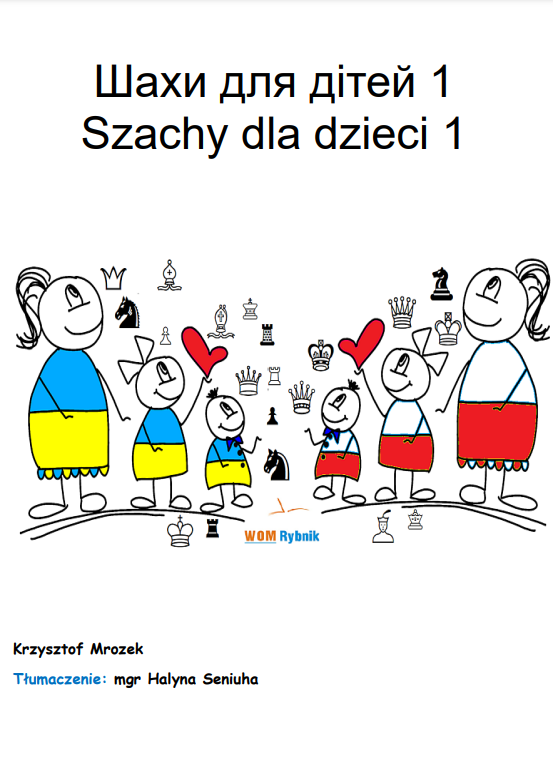 Шахи для дітей 1
Szachy dla dzieci 1
WOM Rybnik
Krzysztof Mrozek
Tłumaczenie: mgr Halyna Seniuha